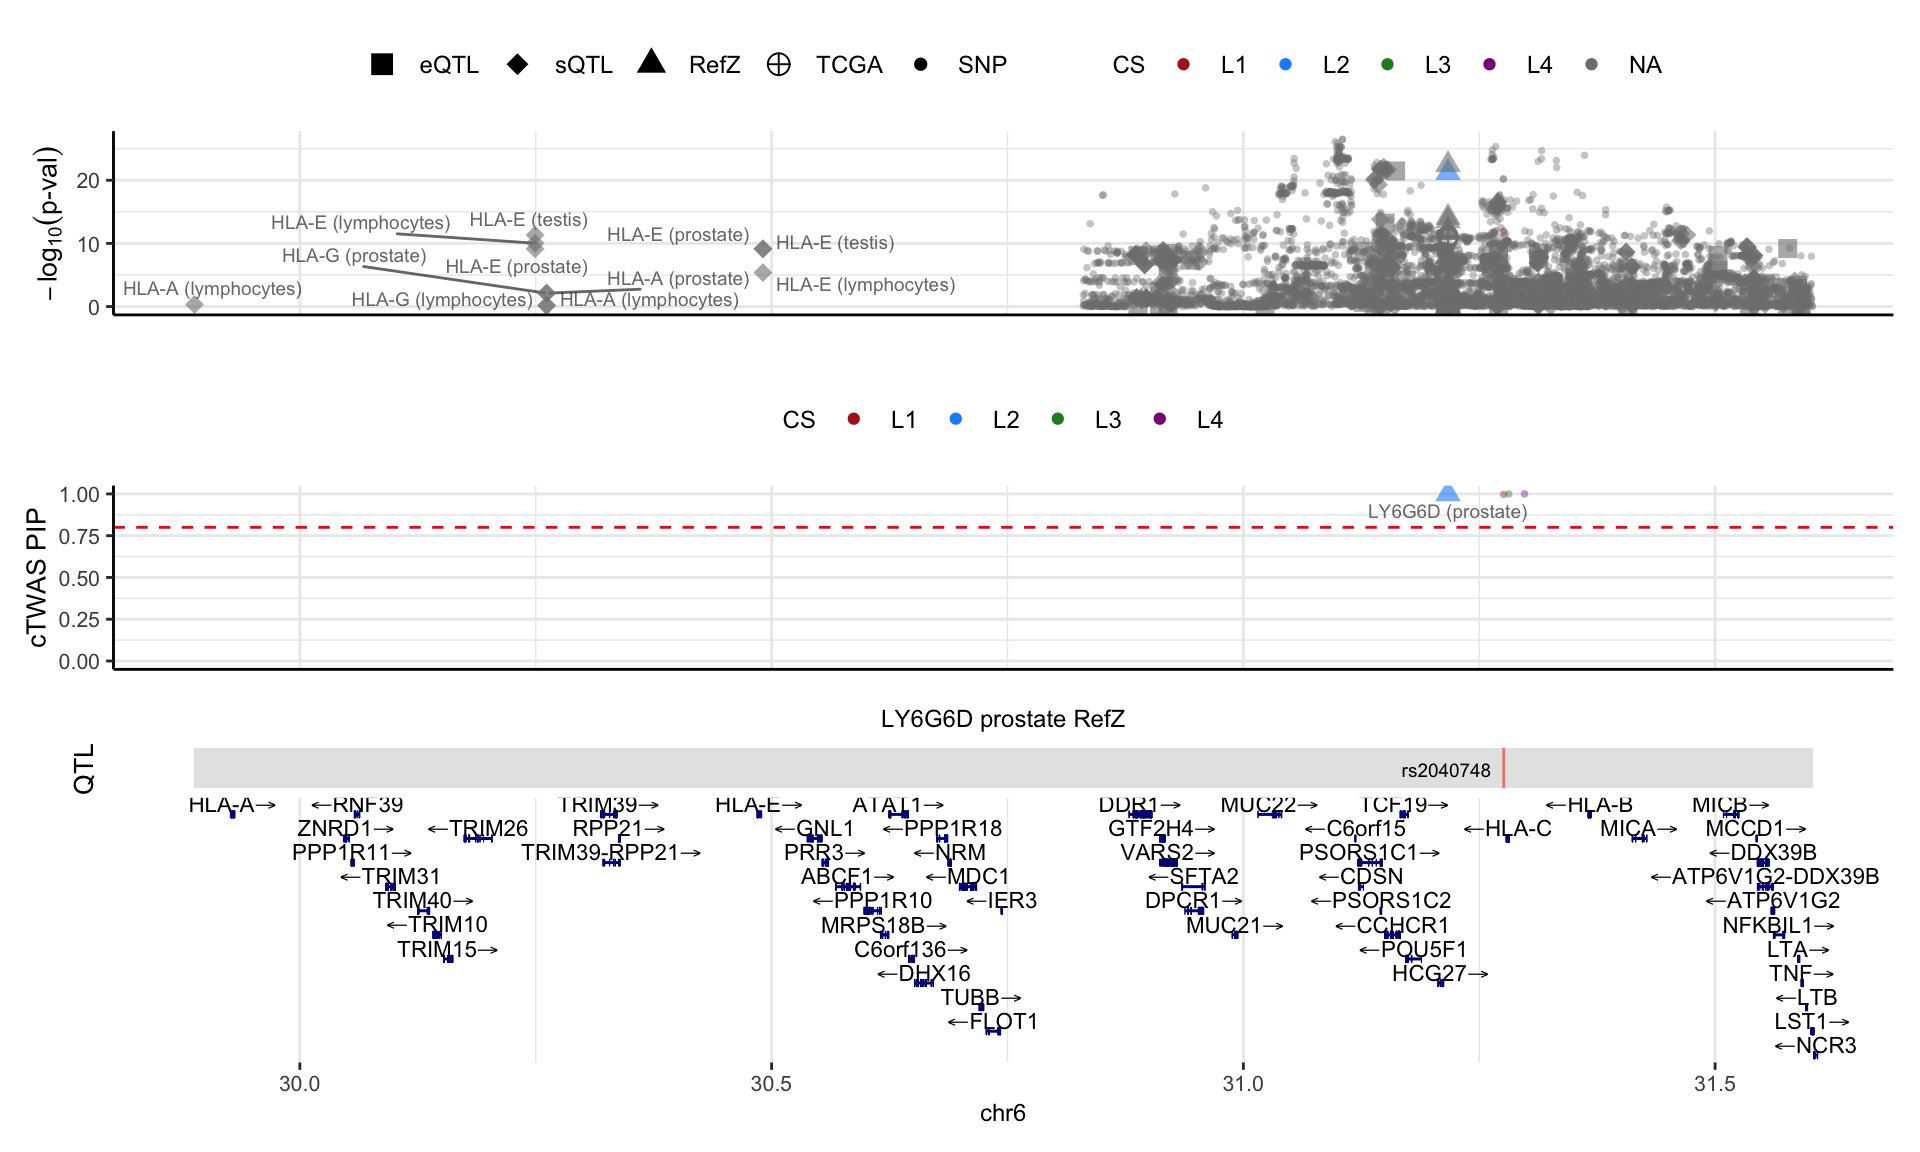 eQTL sQTL RefZ TCGA SNP CS L1 L2 L3 L4 NA
−log10(p-val)
20
10
0
HLA-E (lymphocytes) HLA-E (testis)
HLA-E (prostate) HLA-E (testis)
HLA-G (prostate) HLA-E (prostate)
HLA-A (prostate) HLA-E (lymphocytes)
HLA-A (lymphocytes) HLA-G (lymphocytes) HLA-A (lymphocytes)
CS L1 L2 L3 L4
cTWAS PIP
1.00
0.75
0.50
0.25
0.00
LY6G6D (prostate)
LY6G6D prostate RefZ
QTL
rs2040748
HLA-A→ ←RNF39 TRIM39→ HLA-E→ ATAT1→ DDR1→ MUC22→ TCF19→ ←HLA-B MICB→
ZNRD1→ ←TRIM26 RPP21→ ←GNL1 ←PPP1R18 GTF2H4→ ←C6orf15 ←HLA-C MICA→ MCCD1→
PPP1R11→ TRIM39-RPP21→ PRR3→ ←NRM VARS2→ PSORS1C1→ ←DDX39B
←TRIM31 ABCF1→ ←MDC1 ←SFTA2 ←CDSN ←ATP6V1G2-DDX39B
TRIM40→ ←PPP1R10 ←IER3 DPCR1→ ←PSORS1C2 ←ATP6V1G2
←TRIM10 MRPS18B→ MUC21→ ←CCHCR1 NFKBIL1→
TRIM15→ C6orf136→ ←POU5F1 LTA→
←DHX16 HCG27→ TNF→
TUBB→ ←LTB
←FLOT1 LST1→
←NCR3
30.0 30.5 31.0 31.5
chr6